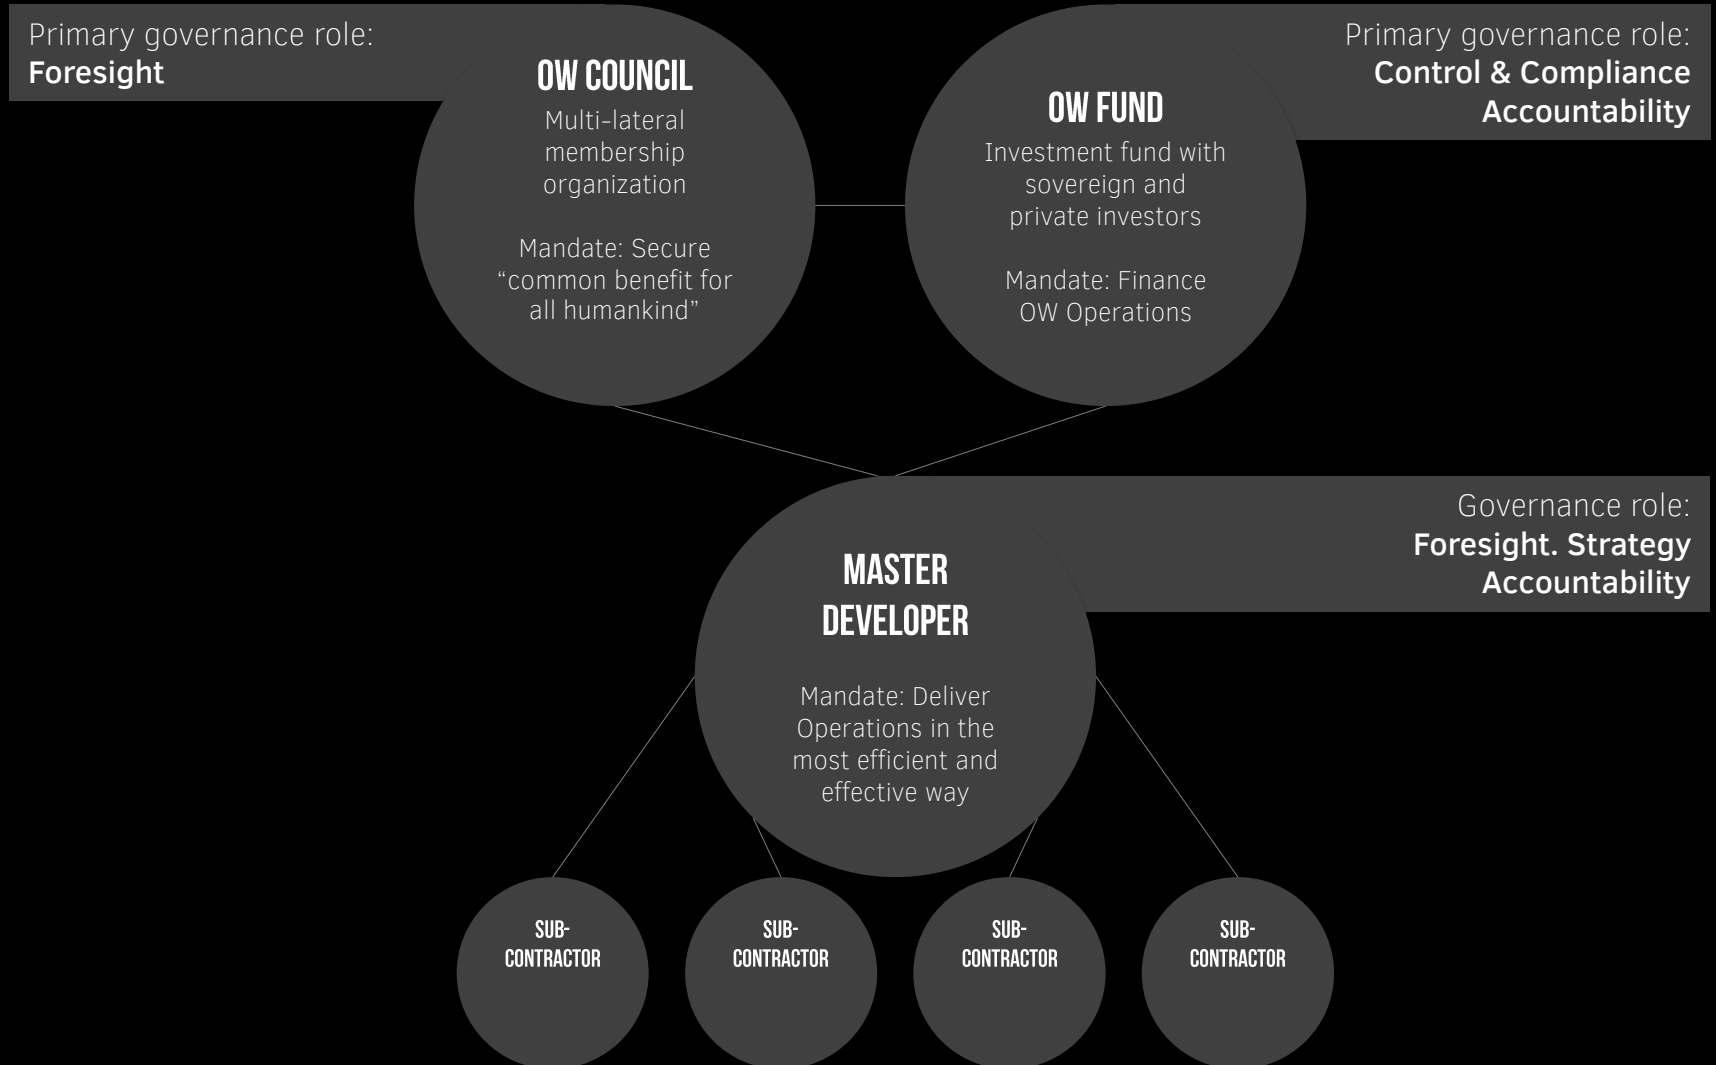 Primary governance role:
Foresight
OW COUNCIL
Multi-lateral
membership
organization
Mandate: Secure
“common benefit for
all humankind”
Primary governance role:
Control & Compliance
Accountability
OW FUND
Investment fund with
sovereign and
private investors
Mandate: Finance
OW Operations
Governance role:
Foresight. Strategy
Accountability
MASTER
DEVELOPER
Mandate: Deliver
Operations in the
most efficient and
effective way
SUB-
CONTRACTOR
SUB-
CONTRACTOR
SUB-
CONTRACTOR
SUB-
CONTRACTOR